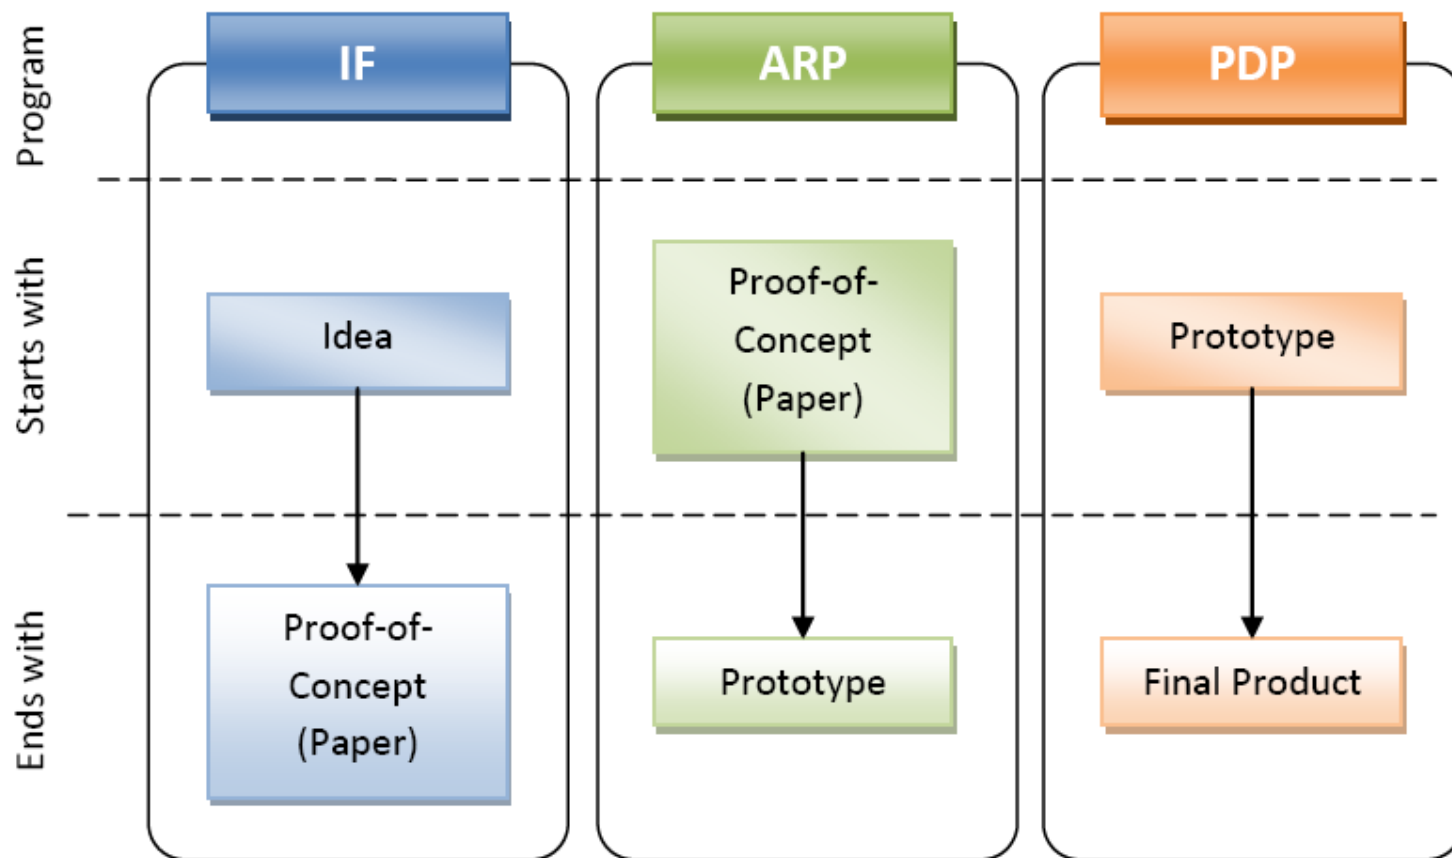 Program
IF
ARP
PDP
Starts with
Idea
Proof-of-
Concept
(Paper)
Prototype
Ends with
Proof-of-
Concept
(Paper)
Prototype
Final Product